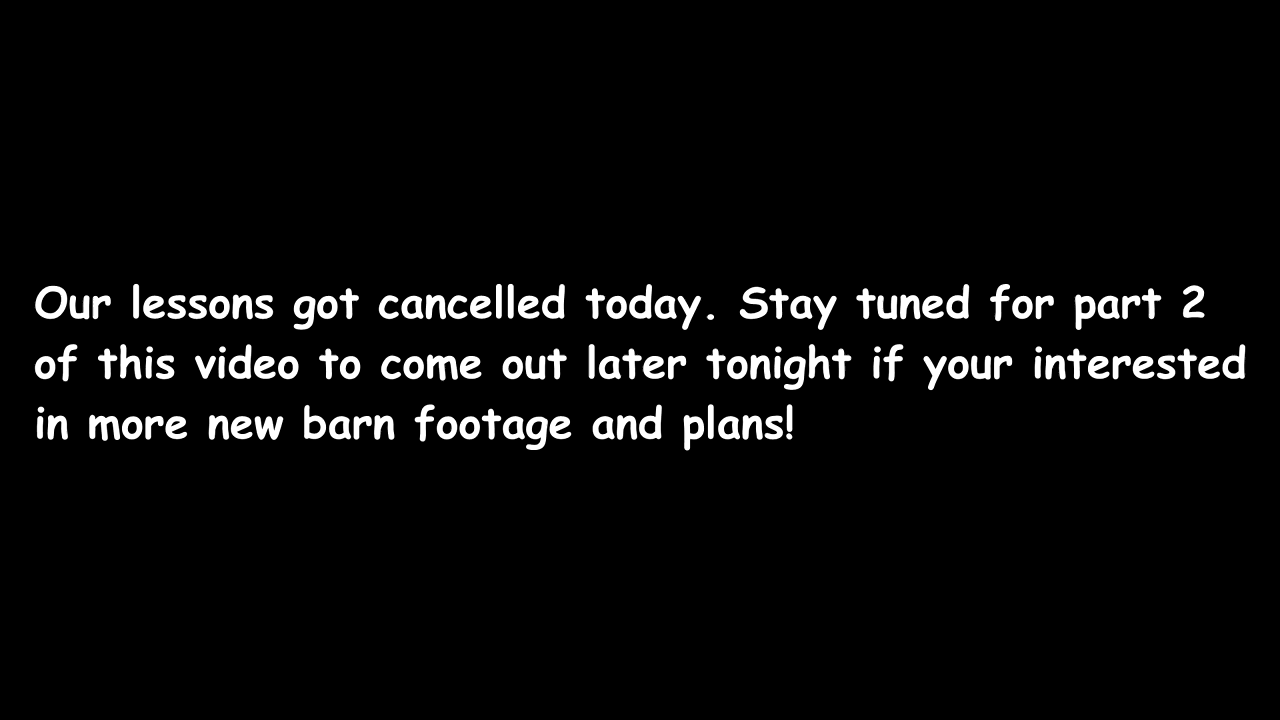 Our lessons got cancelled today. Stay tuned for part 2
of this video to come out later tonight if your interested
in more new barn footage and plans!